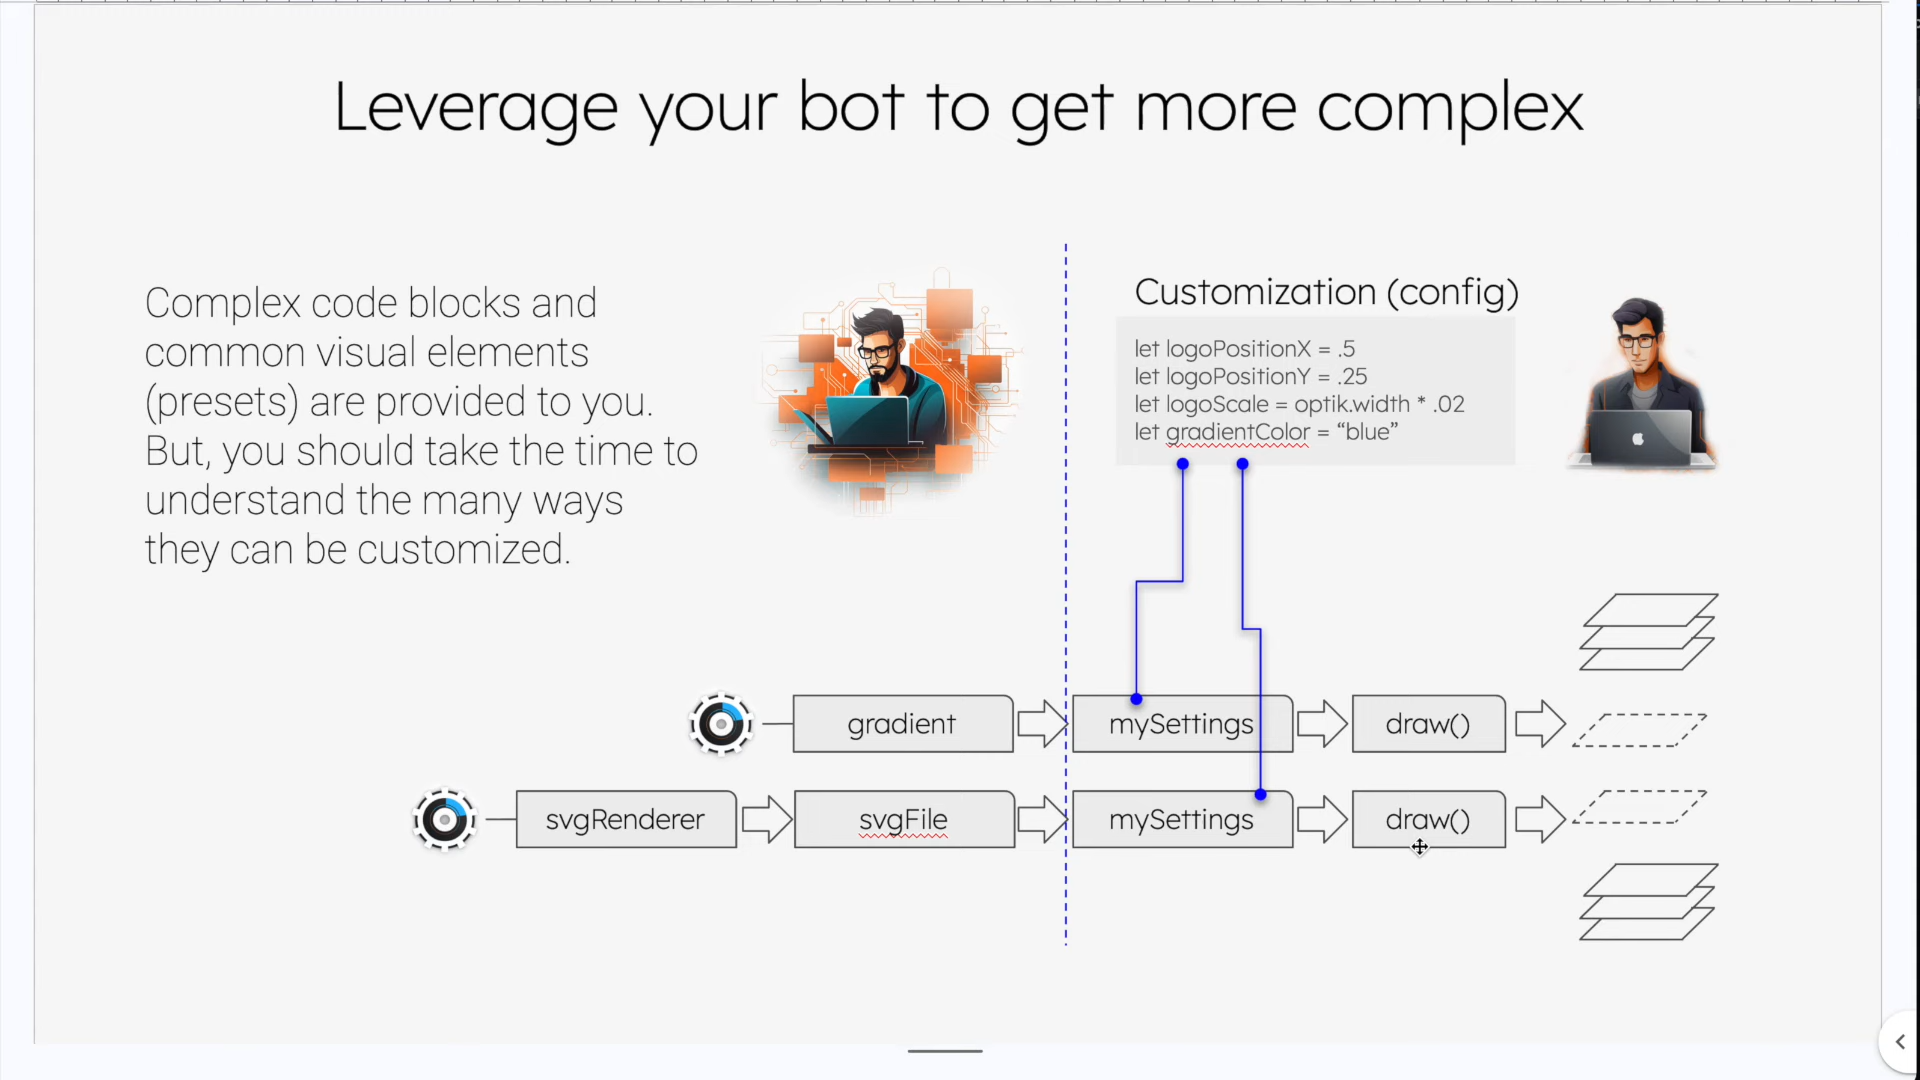 Leverage your bot to get more complex
Complex code blocks and
common visual elements
(presets) are provided to you.
But, you should take the time to
understand the many ways
they can be customized.
Customization (config)
let logoPositionX = .5
let logoPositionY = .25
let logoScale = optik.width * .02
let gradientColor = “blue”
gradient
mySettings
draw()
svgRenderer
svgFile
mySettings
draw()